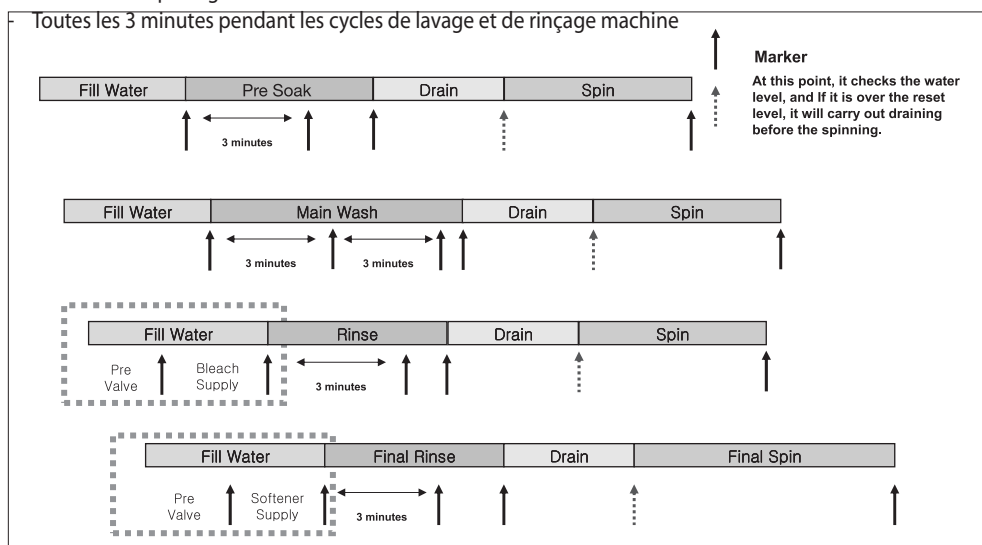 - Toutes les 3 minutes pendant les cycles de lavage et de rinçage machine
Marker
At this point, it checks the water
level, and If it is over the reset
level, it will carry out draining
before the spinning.
Fill Water Pre Soak Drain Spin
3 minutes
Fill Water Main Wash Drain Spin
3 minutes 3 minutes
Fill Water Rinse Drain Spin
Pre
Valve
Bleach
Supply
3 minutes
Fill Water Final Rinse Drain Final Spin
Pre
Valve
Softener
Supply
3 minutes